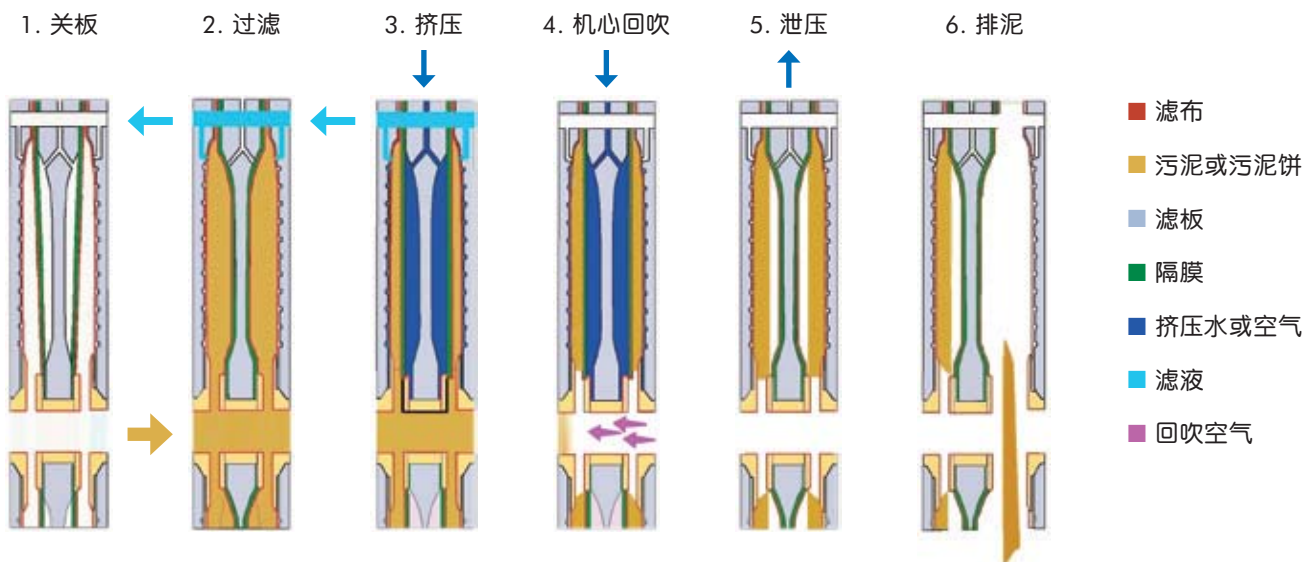 1. 关板
2. 过滤
3. 挤压
4. 机心回吹
5. 泄压
6. 排泥
滤布
污泥或污泥饼
滤板
隔膜
挤压水或空气
滤液
回吹空气